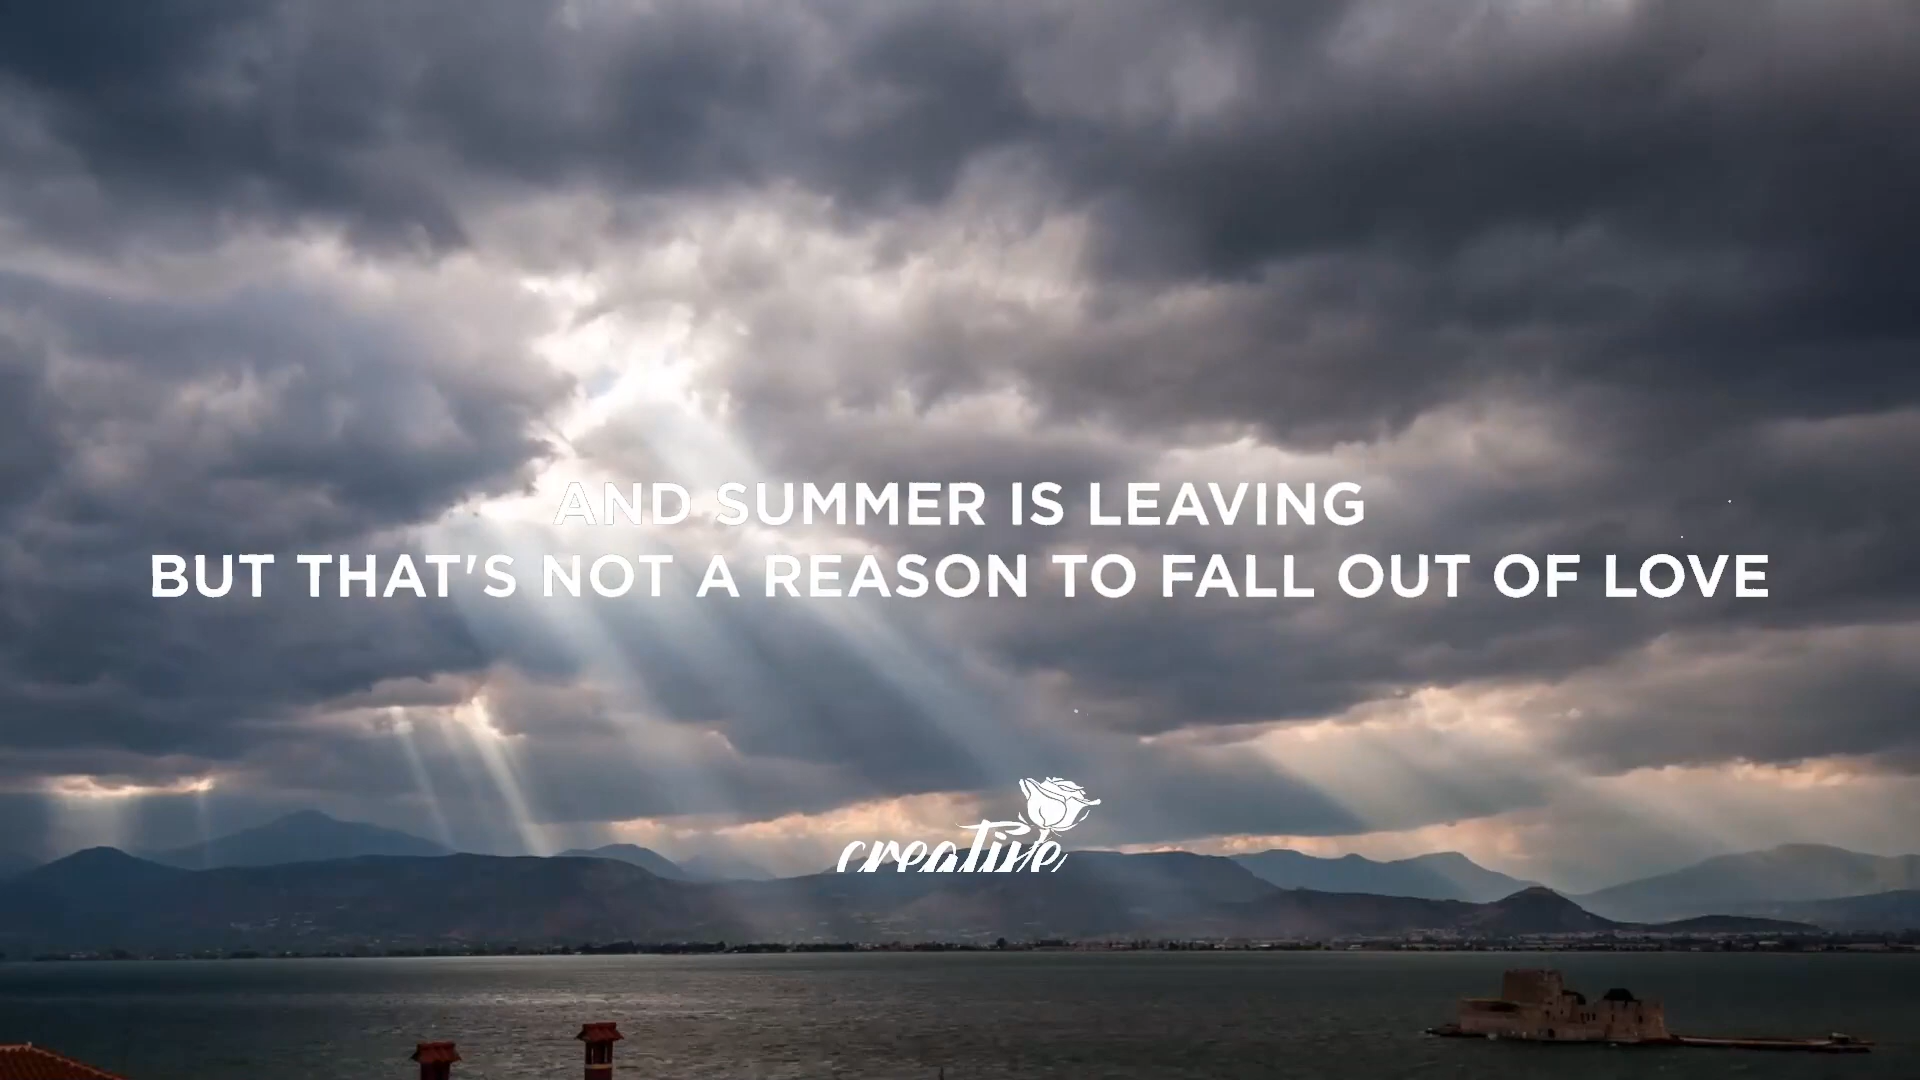 AND SUMMER IS LEAVING
BUT THAT'S NOT A REASON TO FALL OUT OF LOVE
creative